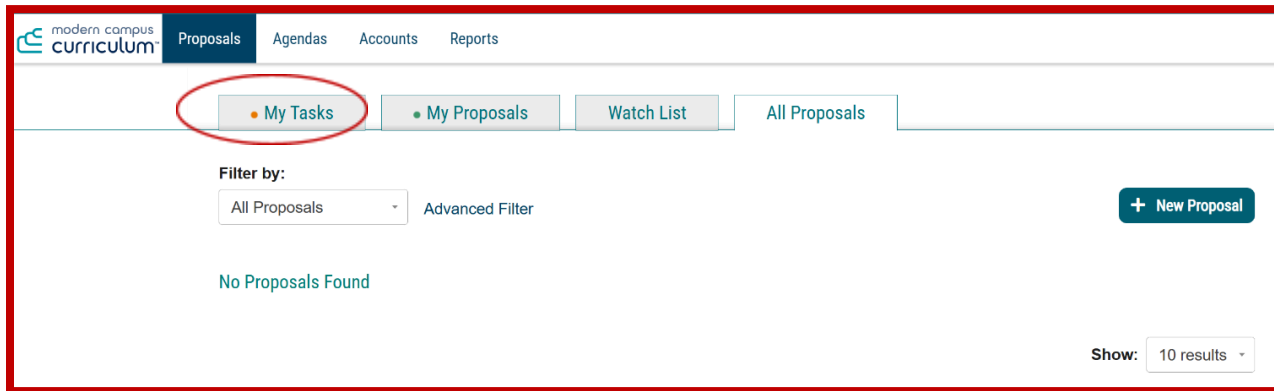 modern campus
curriculum™
Proposals Agendas Accounts Reports
My Tasks My Proposals Watch List All Proposals
Filter by:
All Proposals Advanced Filter
+ New Proposal
No Proposals Found
Show: 10 results